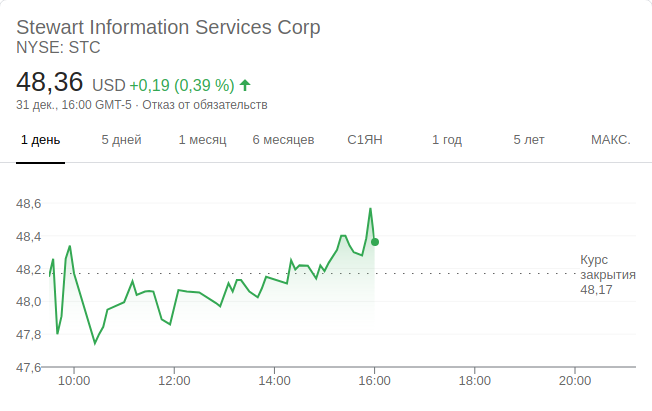 Stewart Information Services Corp
NYSE: STC
48,36 USD +0,19 (0,39 %)
31 дек., 16:00 GMT-5 · Отказ от обязательств
1 день 5 дней 1 месяц 6 месяцев С1ЯН 1 год 5 лет МАКС.
48,6
48,4
48,2
48,0
47,8
47,6
Курс
закрытия
48,17
10:00 12:00 14:00 16:00 18:00 20:00